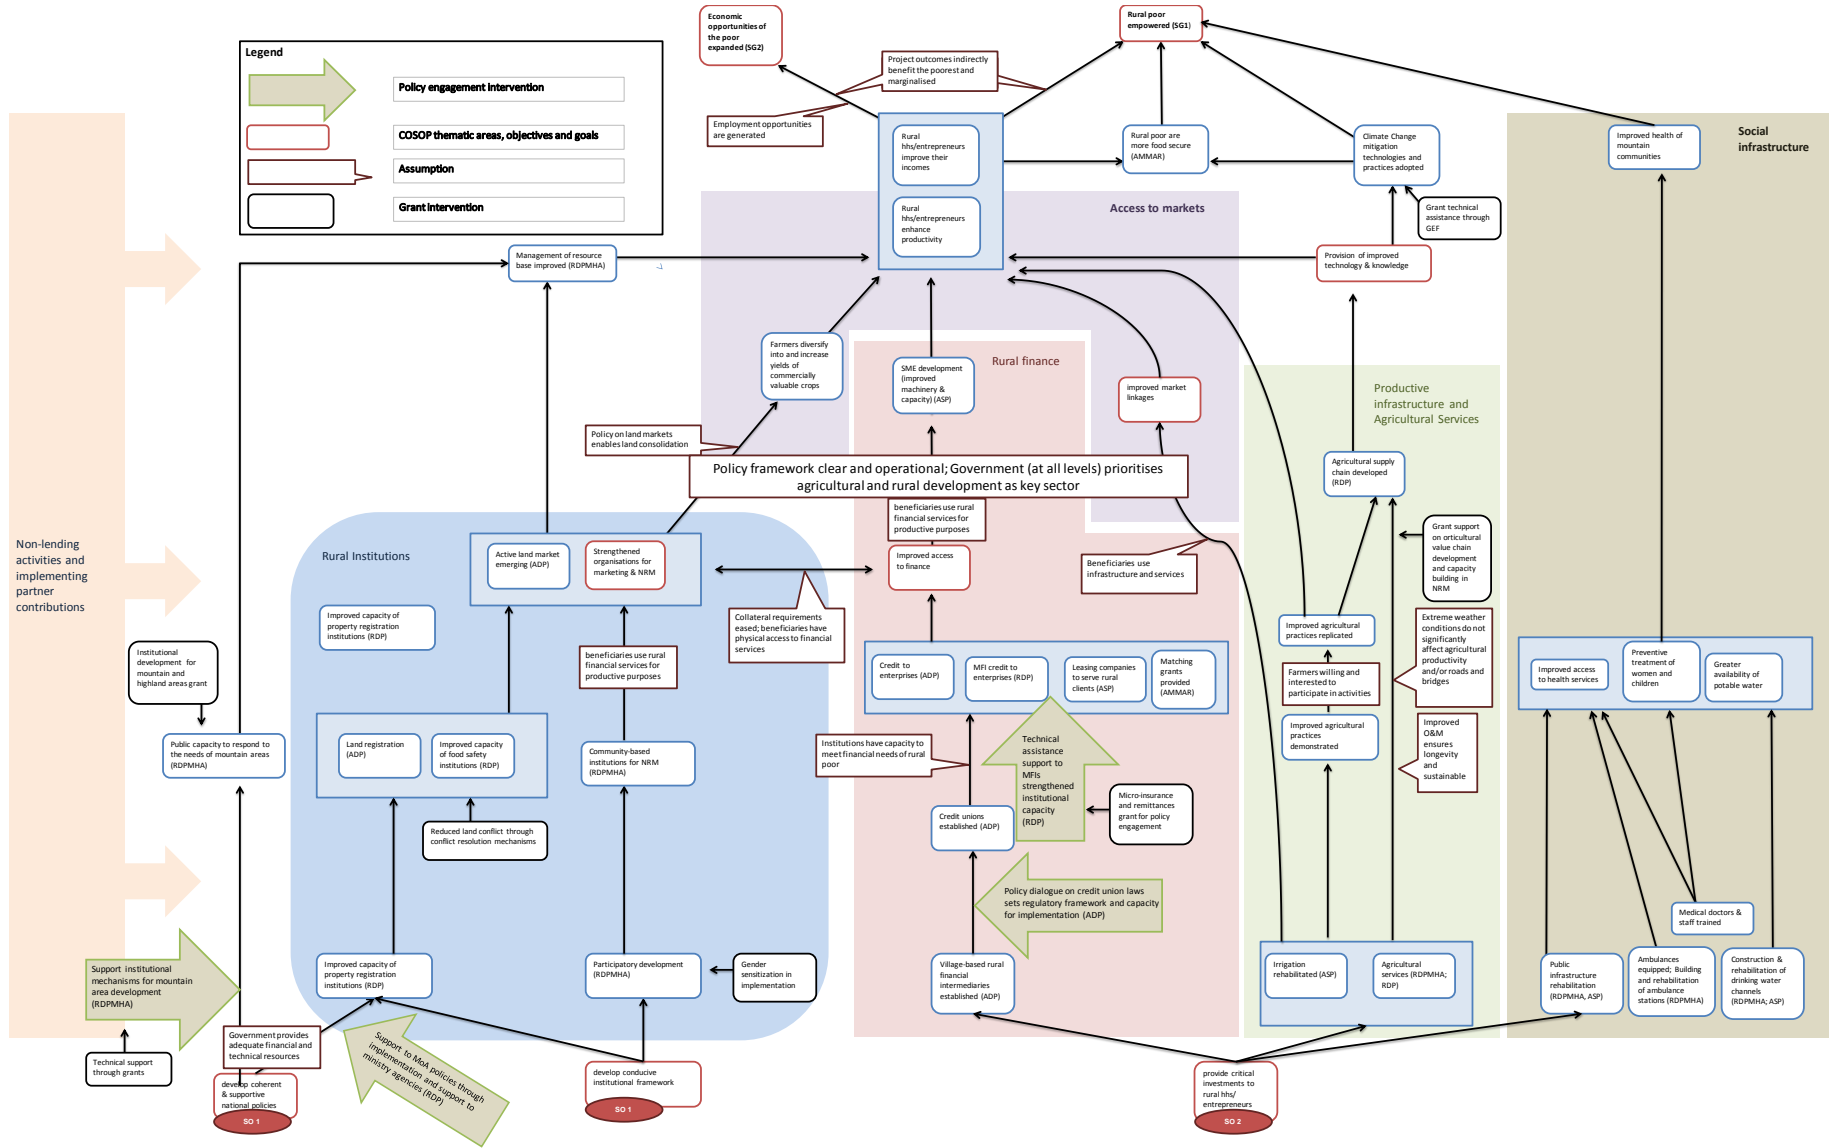 Economic
opportunities of
the poor
expanded (SG2)
Rural poor
empowered (SG1)
Legend
Policy engagement intervention
COSOP thematic areas, objectives and goals
Assumption
Grant intervention
Project outcomes indirectly
benefit the poorest and
marginalised
Employment opportunities
are generated
Rural
hhs/entrepreneurs
improve their
incomes
Rural
hhs/entrepreneurs
enhance
productivity
Rural poor are
more food secure
(AMMAR)
Climate Change
mitigation
technologies and
practices adopted
Improved health of
mountain
communities
Social
infrastructure
Access to markets
Grant technical
assistance through
GEF
Management of resource
base improved (RDPMHA)
Provision of improved
technology & knowledge
Farmers diversify
into and increase
yields of
commercially
valuable crops
Rural finance
SME development
(improved
machinery &
capacity) (ASP)
improved market
linkages
Productive
infrastructure and
Agricultural Services
Policy on land markets
enables land consolidation
Policy framework clear and operational; Government (at all levels) prioritises
agricultural and rural development as key sector
Agricultural supply
chain developed
(RDP)
beneficiaries use rural
financial services for
productive purposes
Grant support
on orticultural
value chain
development
and capacity
building in
NRM
Non-lending
activities and
implementing
partner
contributions
Rural Institutions
Active land market
emerging (ADP)
Strengthened
organisations for
marketing & NRM
Improved access
to finance
Beneficiaries use
infrastructure and services
Improved capacity of
property registration
institutions (RDP)
Collateral requirements
eased; beneficiaries have
physical access to financial
services
Improved agricultural
practices replicated
Extreme weather
conditions do not
significantly
affect agricultural
productivity
and/or roads and
bridges
Institutional
development for
mountain and
highland areas grant
beneficiaries use rural
financial services for
productive purposes
Credit to
enterprises (ADP)
MFI credit to
enterprises (RDP)
Leasing companies
to serve rural
clients (ASP)
Matching
grants
provided
(AMMAR)
Farmers willing and
interested to
participate in activities
Improved access
to health services
Preventive
treatment of
women and
children
Greater
availability of
potable water
Public capacity to respond to
the needs of mountain areas
(RDPMHA)
Land registration
(ADP)
Improved capacity
of food safety
institutions (RDP)
Community-based
institutions for NRM
(RDPMHA)
Institutions have capacity to
meet financial needs of rural
poor
Technical
assistance
support to
MFIs
strengthened
institutional
capacity
(RDP)
Improved agricultural
practices
demonstrated
Improved
O&M
ensures
longevity
and
sustainable
Reduced land conflict through
conflict resolution mechanisms
Credit unions
established (ADP)
Micro-insurance
and remittances
grant for policy
engagement
Policy dialogue on credit union laws
sets regulatory framework and capacity
for implementation (ADP)
Medical doctors &
staff trained
Support institutional
mechanisms for mountain
area development
(RDPMHA)
Improved capacity of
property registration
institutions (RDP)
Participatory development
(RDPMHA)
Gender
sensitization in
implementation
Village-based rural
financial
intermediaries
established (ADP)
Irrigation
rehabilitated (ASP)
Agricultural
services (RDPMHA;
RDP)
Public
infrastructure
rehabilitation
(RDPMHA, ASP)
Ambulances
equipped; Building
and rehabilitation
of ambulance
stations (RDPMHA)
Construction &
rehabilitation of
drinking water
channels
(RDPMHA; ASP)
Government provides
adequate financial and
technical resources
Support to MoA policies through
implementation and support to
ministry agencies (RDP)
Technical support
through grants
develop coherent
& supportive
national policies
SO 1
develop conducive
institutional framework
SO 1
provide critical
investments to
rural hhs/
entrepreneurs
SO 2